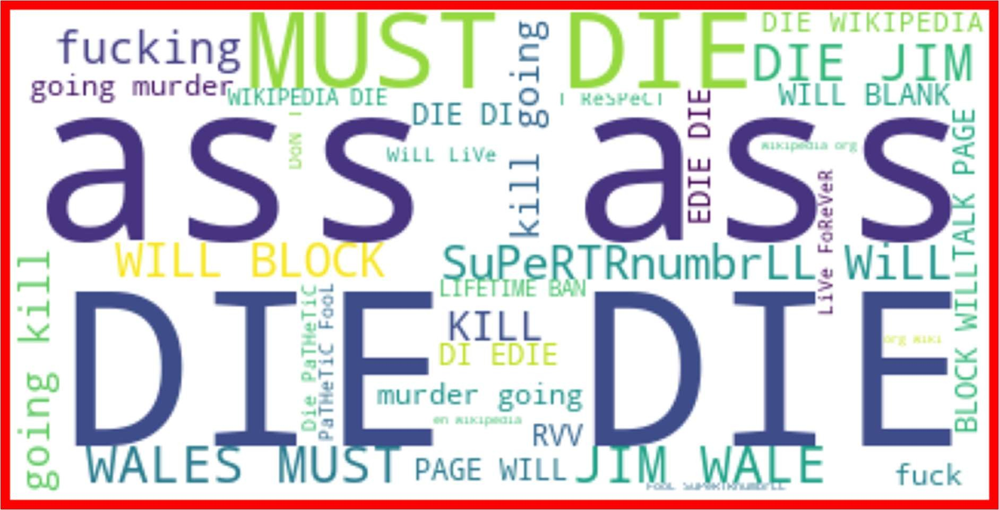 MUST DIE
DIE WIKIPEDIA
fucking
DIE JIM
going murder
WIKIPEDIA DIE
kill going
ReSPeCT
WILL BLANK
DIE DI
EDIE DIE
DON
WiLL LiVe
wikipedia org
ass ass
LiVe FoReVeR
BLOCK WILLTALK PAGE
WILL BLOCK
SuPeRTRnumbrLL WiLL
going kill
LIFETIME BAN
DIE DIE
Die PaTHeTiC
PaTHeTiC FooL
KILL
DI EDIE
org wiki
murder going
en wikipedia
RVV
WALES MUST
PAGE WILL
JIM WALE
fuck
FooL SuPeRTRnumbrLL